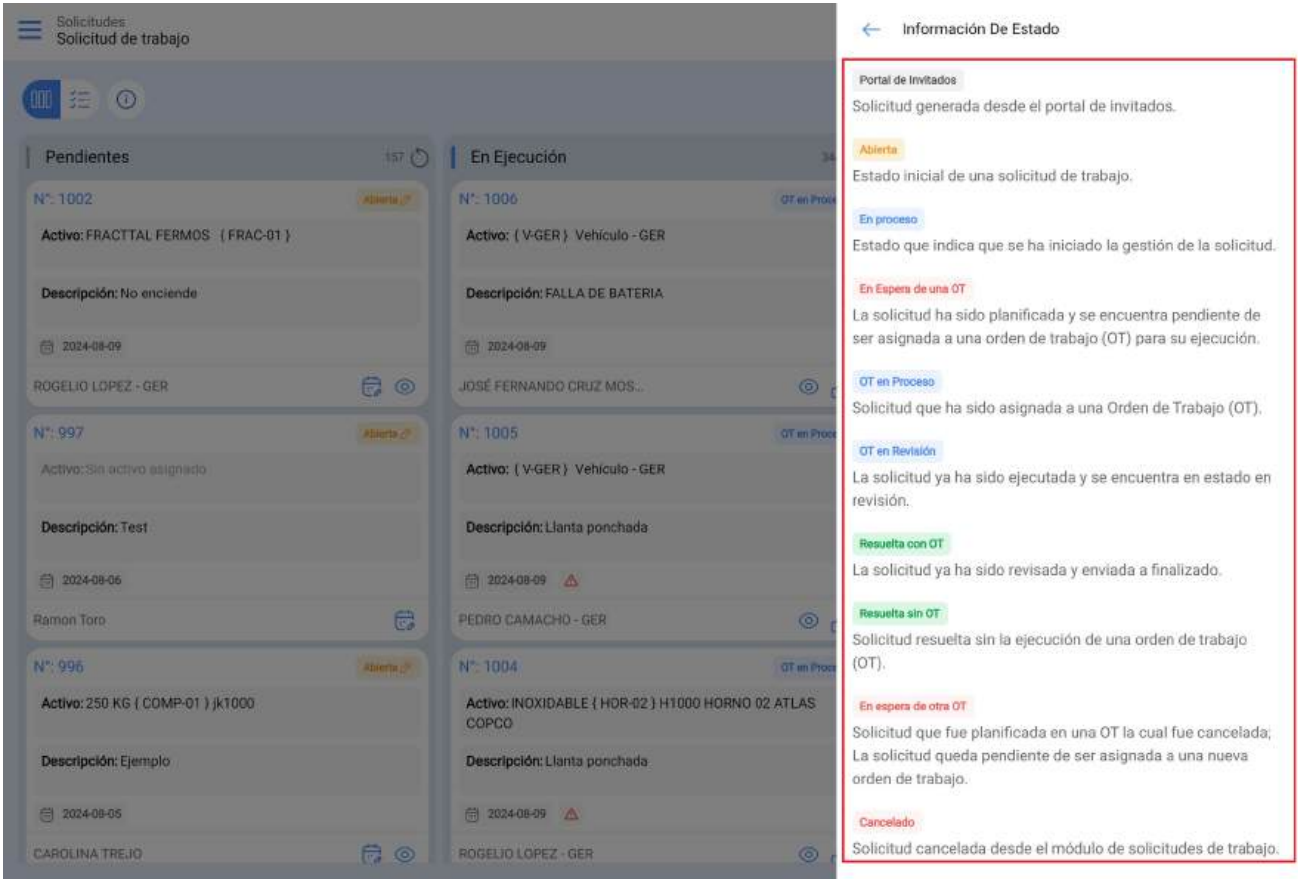 Solicitudes
Solicitud de trabajo
Pendientes
157
N°: 1002
Abierta
Activo: FRACTTAL FERMOS { FRAC-01 }
Descripción: No enciende
2024-08-09
ROGELIO LOPEZ - GER
N°: 997
Abierta
Activo: Sin activo asignado
Descripción: Test
2024-08-06
Ramon Toro
N°: 996
Abierta
Activo: 250 KG { COMP-01 } jk1000
Descripción: Ejemplo
2024-08-05
CAROLINA TREJO
En Ejecución
N°: 1006
OT en
Activo: { V-GER } Vehículo - GER
Descripción: FALLA DE BATERIA
2024-08-09
JOSÉ FERNANDO CRUZ MOS...
N°: 1005
OT en
Activo: { V-GER } Vehículo - GER
Descripción: Llanta ponchada
2024-08-09
PEDRO CAMACHO - GER
N°: 1004
OT en
Activo: INOXIDABLE { HOR-02 } H1000 HORNO 02 ATLAS
COPCO
Descripción: Llanta ponchada
2024-08-09
ROGELIO LOPEZ - GER
Información De Estado
Portal de Invitados
Solicitud generada desde el portal de invitados.
Abierta
Estado inicial de una solicitud de trabajo.
En proceso
Estado que indica que se ha iniciado la gestión de la solicitud.
En Espera de una OT
La solicitud ha sido planificada y se encuentra pendiente de
ser asignada a una orden de trabajo (OT) para su ejecución.
OT en Proceso
Solicitud que ha sido asignada a una Orden de Trabajo (OT).
OT en Revisión
La solicitud ya ha sido ejecutada y se encuentra en estado en
revisión.
Resuelta con OT
La solicitud ya ha sido revisada y enviada a finalizado.
Resuelta sin OT
Solicitud resuelta sin la ejecución de una orden de trabajo
(OT).
En espera de otra OT
Solicitud que fue planificada en una OT la cual fue cancelada;
La solicitud queda pendiente de ser asignada a una nueva
orden de trabajo.
Cancelado
Solicitud cancelada desde el módulo de solicitudes de trabajo.